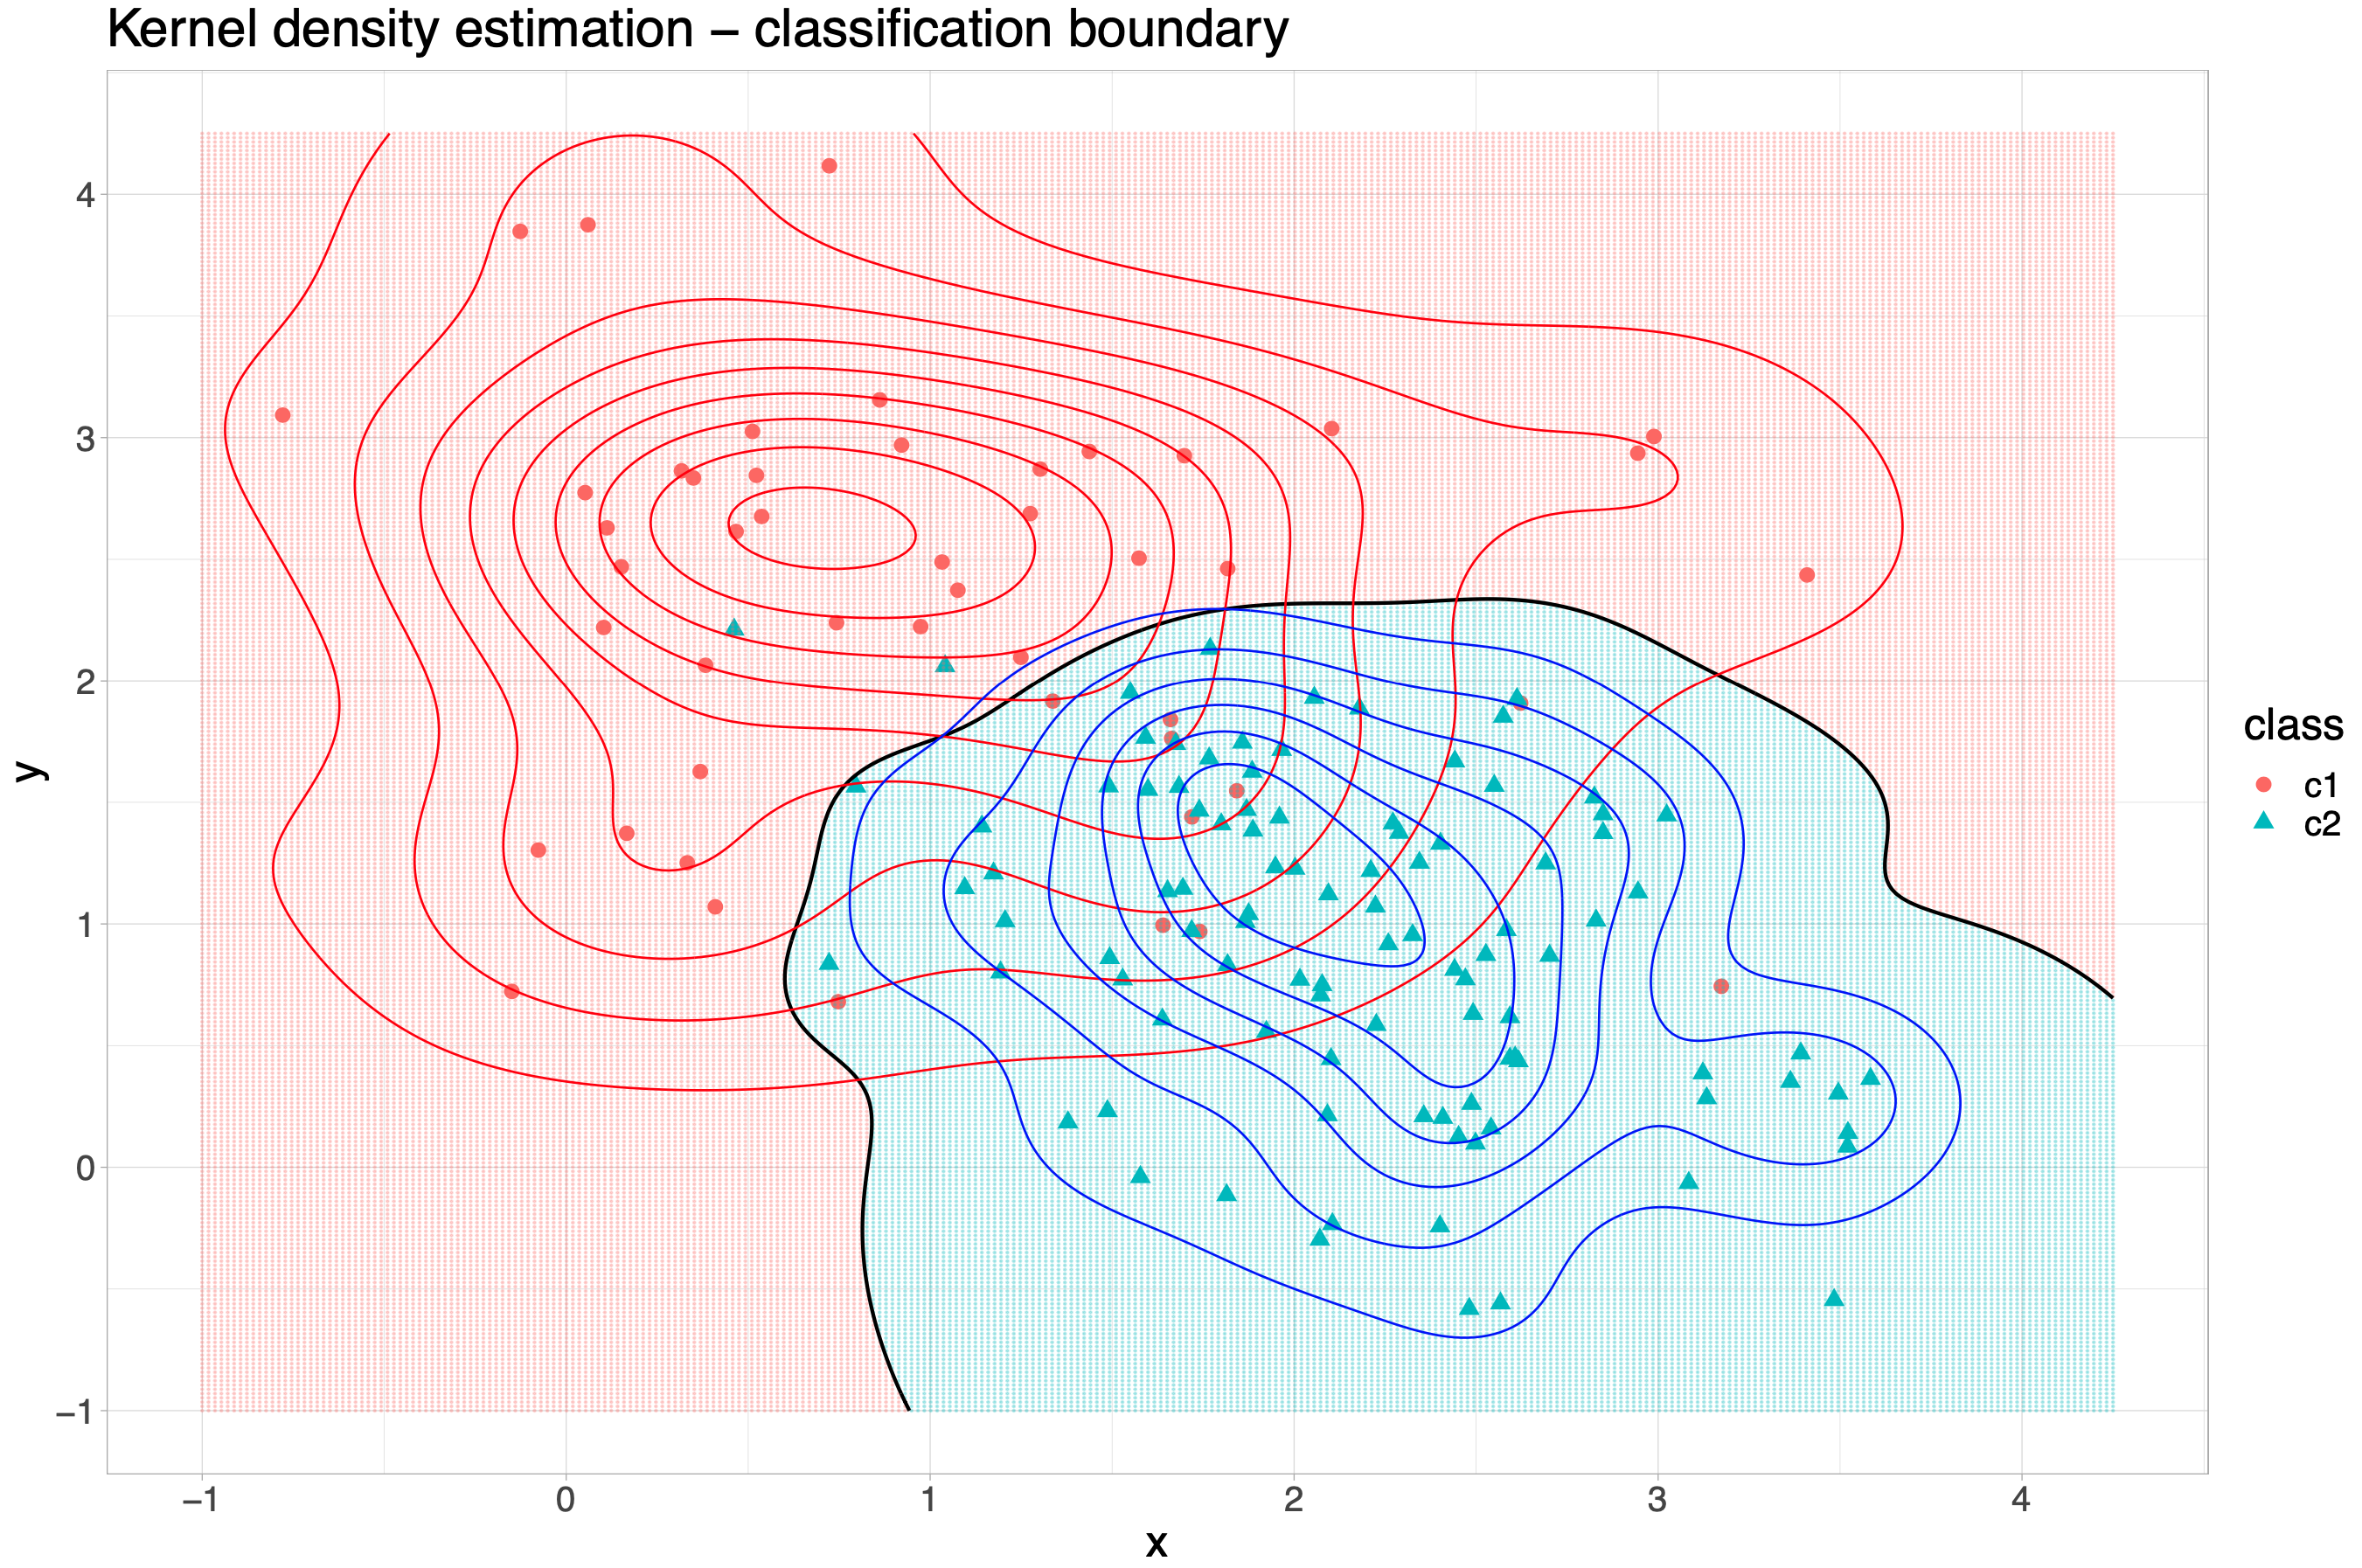 Kernel density estimation – classification boundary
4
3
2
1
0
−1
y
−1 0 1 2 3 4
x
class
c1
c2